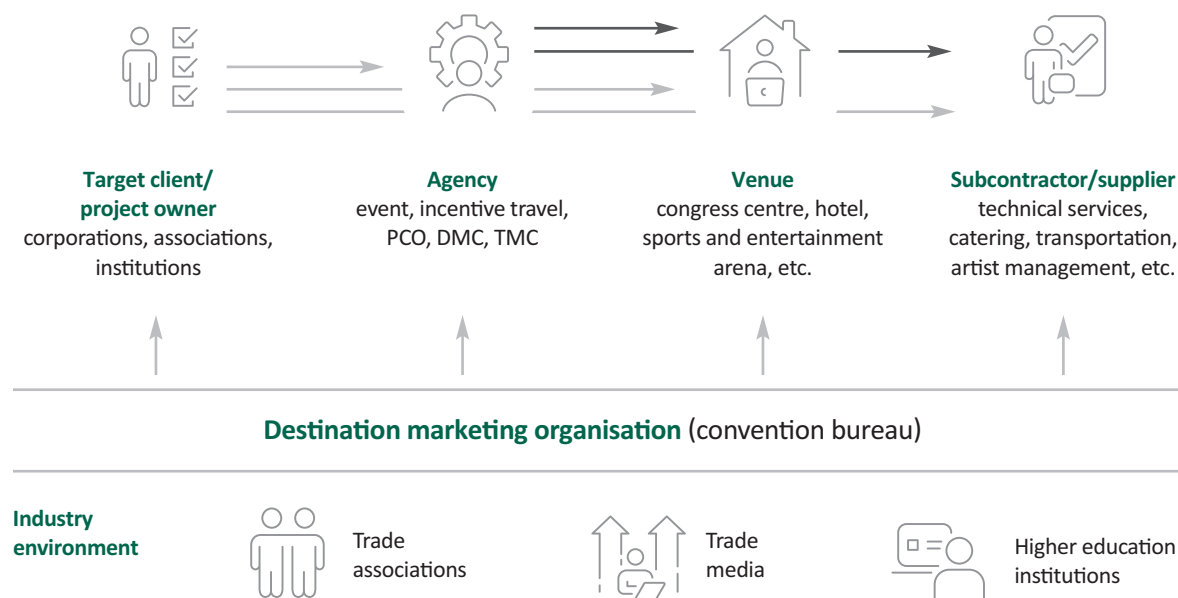 Target client/
project owner
corporations, associations,
institutions
Agency
event, incentive travel,
PCO, DMC, TMC
Venue
congress centre, hotel,
sports and entertainment
arena, etc.
Subcontractor/supplier
technical services,
catering, transportation,
artist management, etc.
Destination marketing organisation (convention bureau)
Industry
environment
Trade
associations
Trade
media
Higher education
institutions